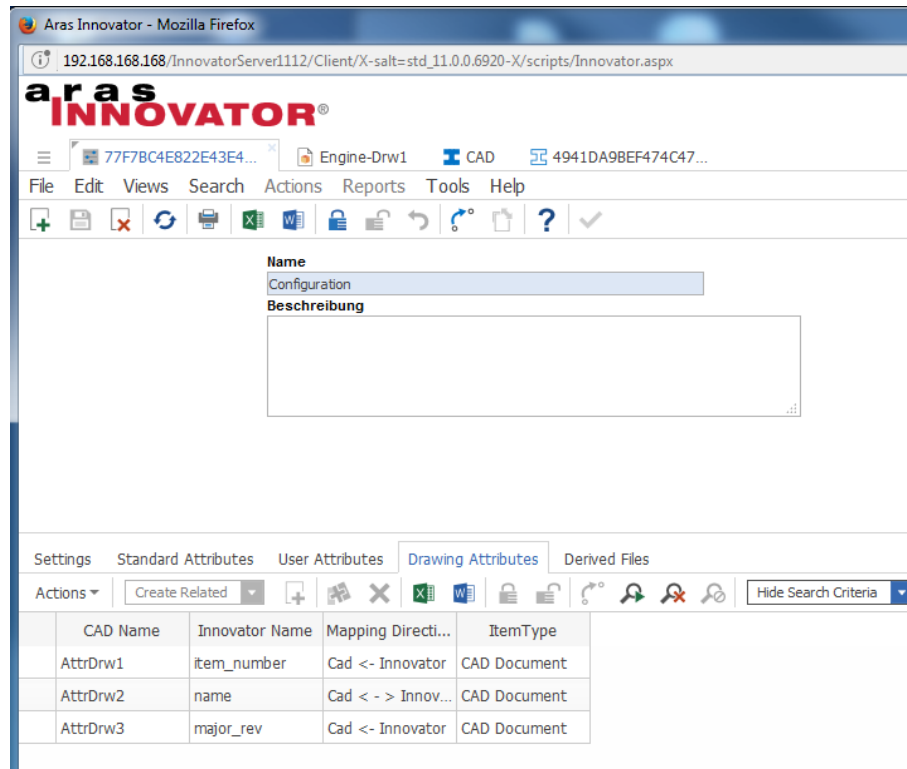 Aras Innovator - Mozilla Firefox
192.168.168.168/InnovatorServer1112/Client/X-salt=std_11.0.0.6920-X/scripts/Innovator.aspx
aras
INNOVATOR®
77F7BC4E822E43E4... Engine-Drw1 CAD 4941DA9BEF474C47...
File Edit Views Search Actions Reports Tools Help
Name
Configuration
Beschreibung
Settings Standard Attributes User Attributes Drawing Attributes Derived Files
Actions Create Related Hide Search Criteria
CAD Name Innovator Name Mapping Directi... ItemType
AttrDrw1 item_number Cad <- Innovator CAD Document
AttrDrw2 name Cad < - > Innov... CAD Document
AttrDrw3 major_rev Cad <- Innovator CAD Document